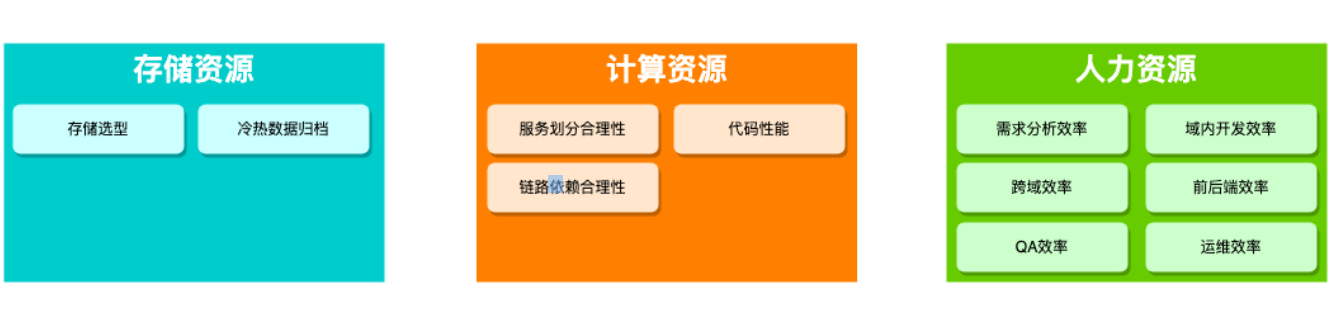 存储资源
存储选型
冷热数据归档
计算资源
服务划分合理性
代码性能
链路依赖合理性
人力资源
需求分析效率
域内开发效率
跨域效率
前后端效率
QA效率
运维效率